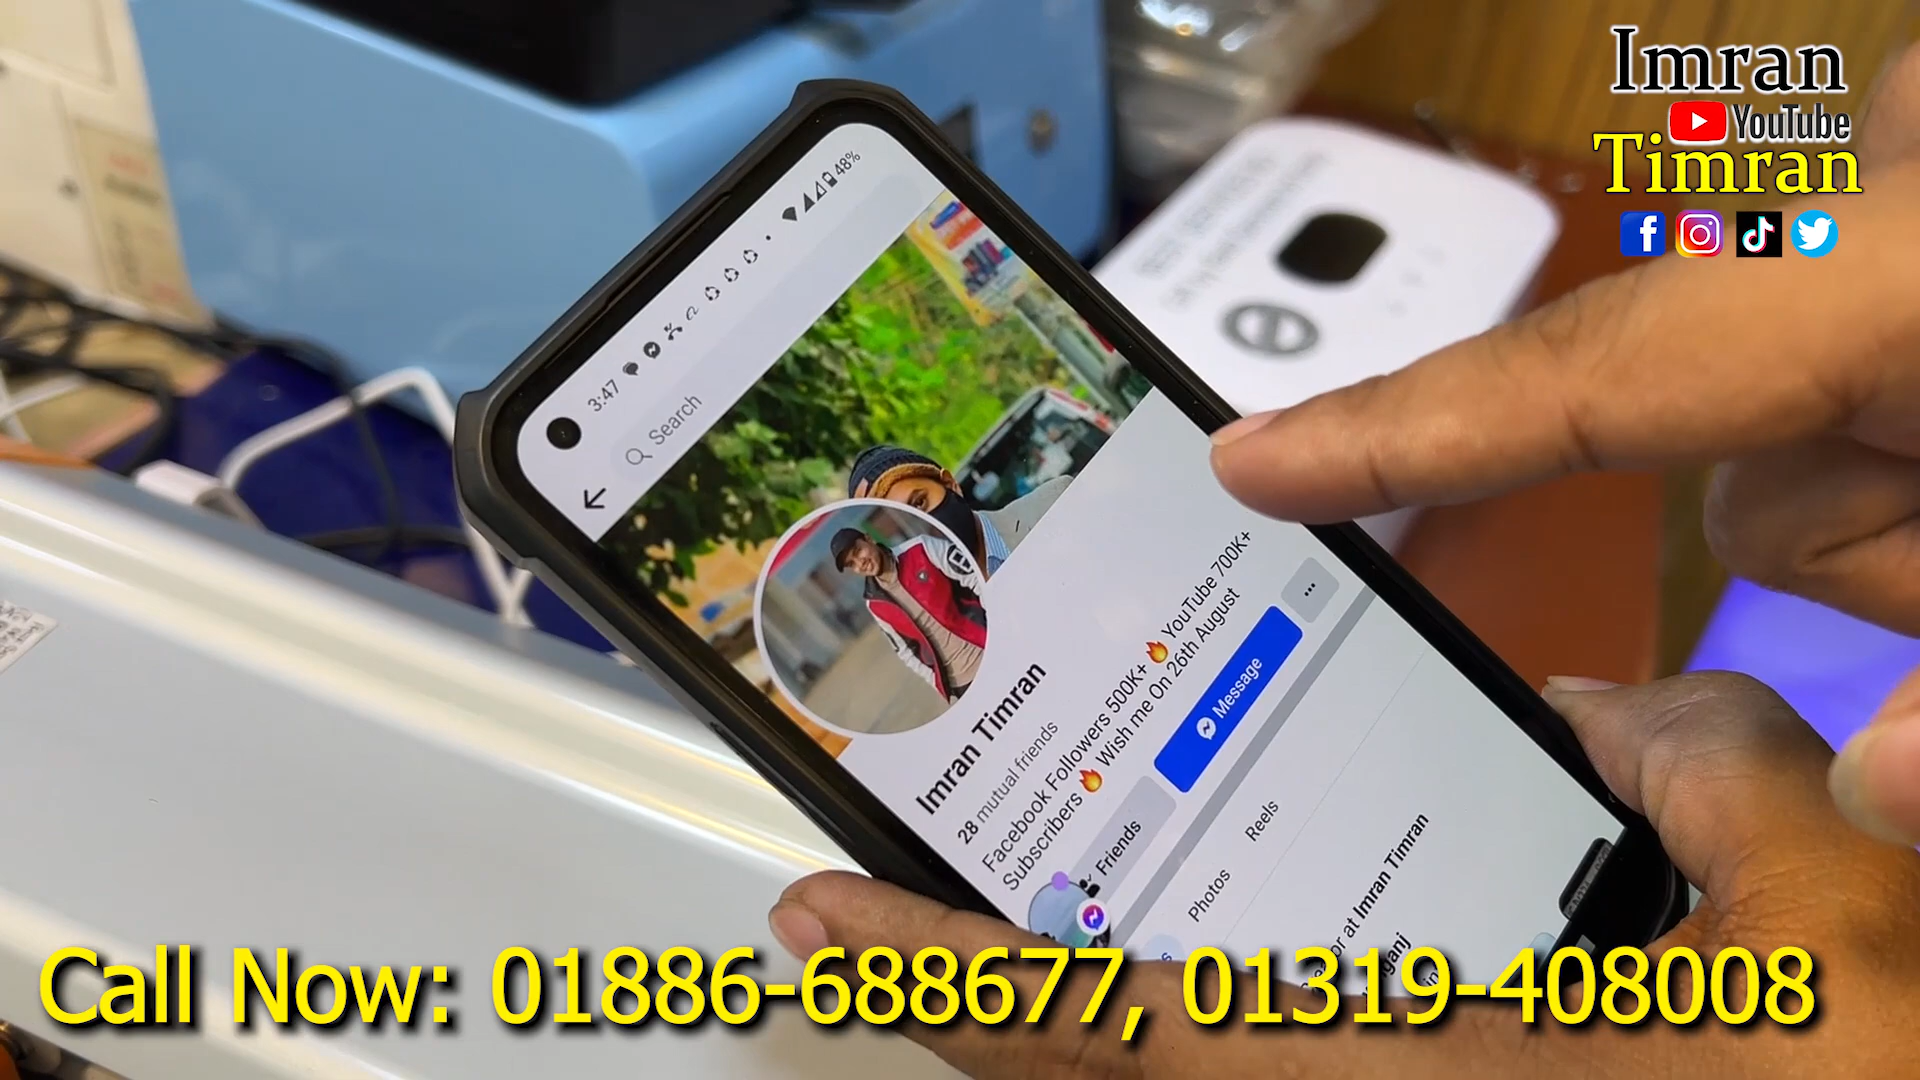 Imran
YouTube
Timran
48%
3:47
Search
Imran Timran
28 mutual friends
Facebook Followers 500K+🔥 YouTube 700K+
Subscribers🔥 Wish me On 26th August
Friends
Message
Photos
Reels
at Imran Timran
Call Now: 01886-688677, 01319-408008